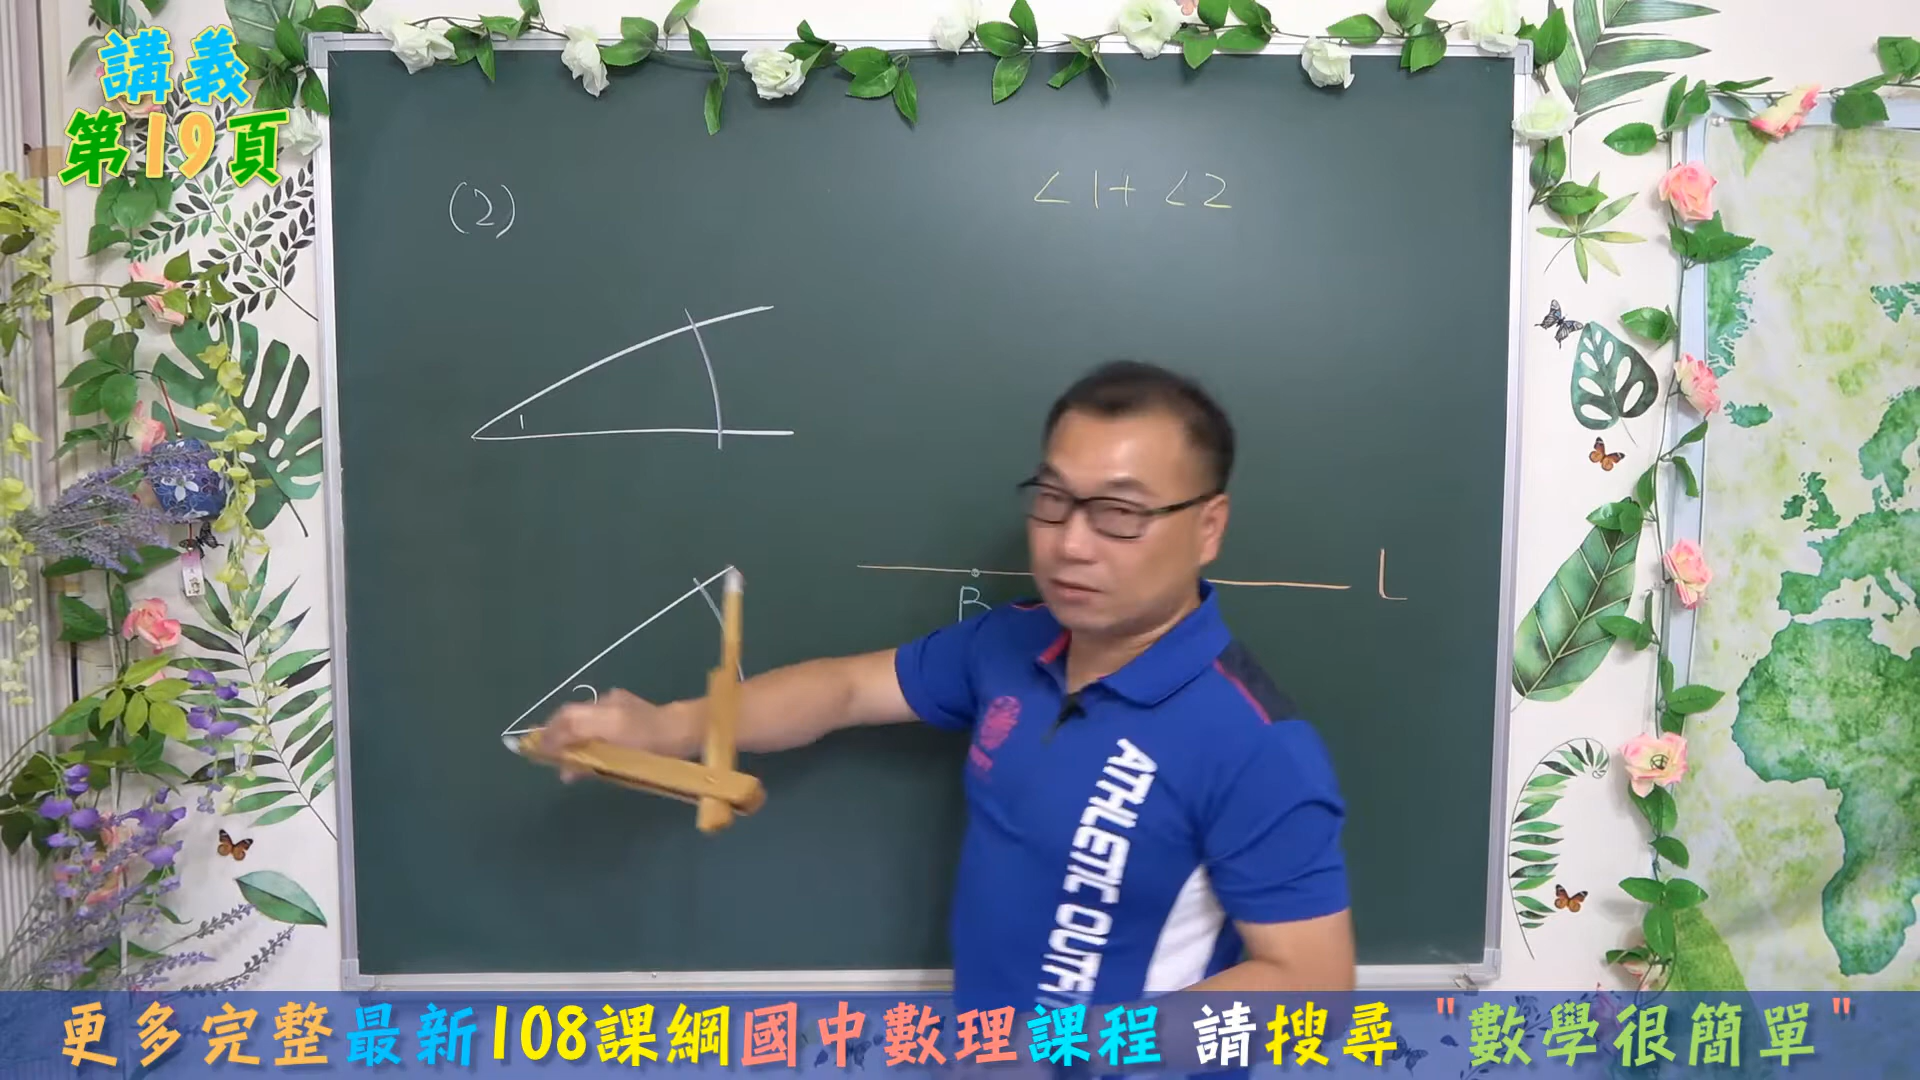 講義
第19頁
(2)
∠1+∠2
1
2
B
L
ATHLETIC OUT
更多完整最新108課綱國中數理課程 請搜尋 "數學很簡單"